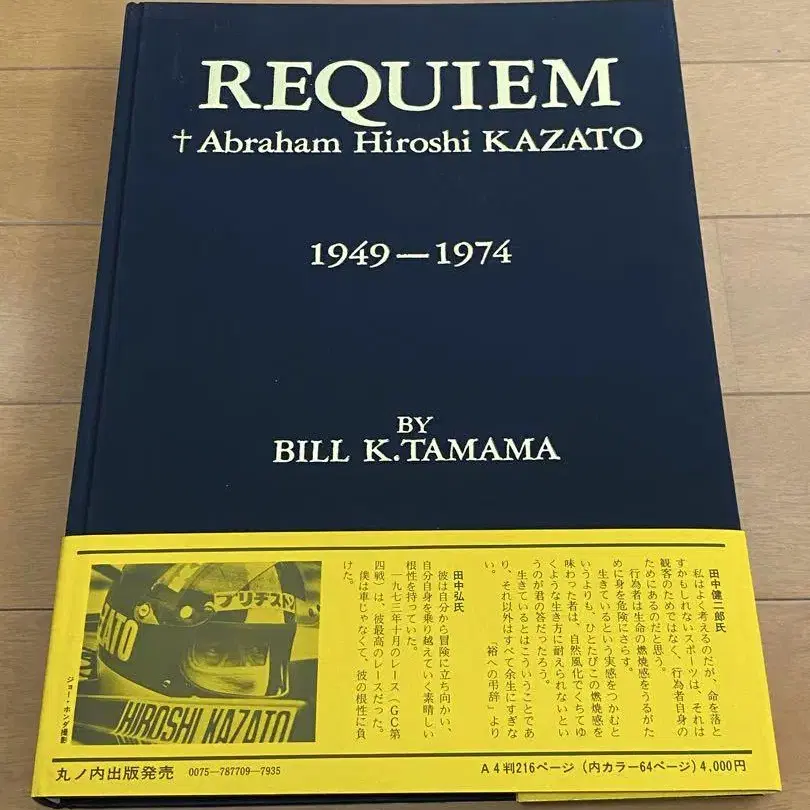 REQUIEM
† Abraham Hiroshi KAZATO
1949—1974
BY
BILL K.TAMAMA
田中健二郎氏
私はよく考えるのだが、命を落と
すかもしれないスポーツは、それは
観客のためではなく、行為者自身の
ためにあるのだと思う。
行為者は生命の燃焼感をうるがた
めに身を危険にさらす。
生きているという実感をつかむと
いうよりも、ひとたびこの燃焼感を
味わった者は、自然風化でくちてゆ
くような生き方に耐えられないとい
うのが君の答だったろう。
生きているとはこういうことであ
り、それ以外はすべて余生にすぎな
い。　「裕への弔辞」より
田中弘氏
彼は自分から冒険に立ち向かい、
自分自身を乗り越えていく素晴しい
根性を持っていた。
一九七三年十月のレース（GC第
四戦）は、彼最高のレースだった。
僕は車じゃなくて、彼の根性に負
けた。
ブリヂストン
ZATO
HIROSHI KAZATO
ジョー・ホンダ撮影
丸ノ内出版発売 0075-787709-7935
A4判216ページ（内カラー64ページ）4,000円